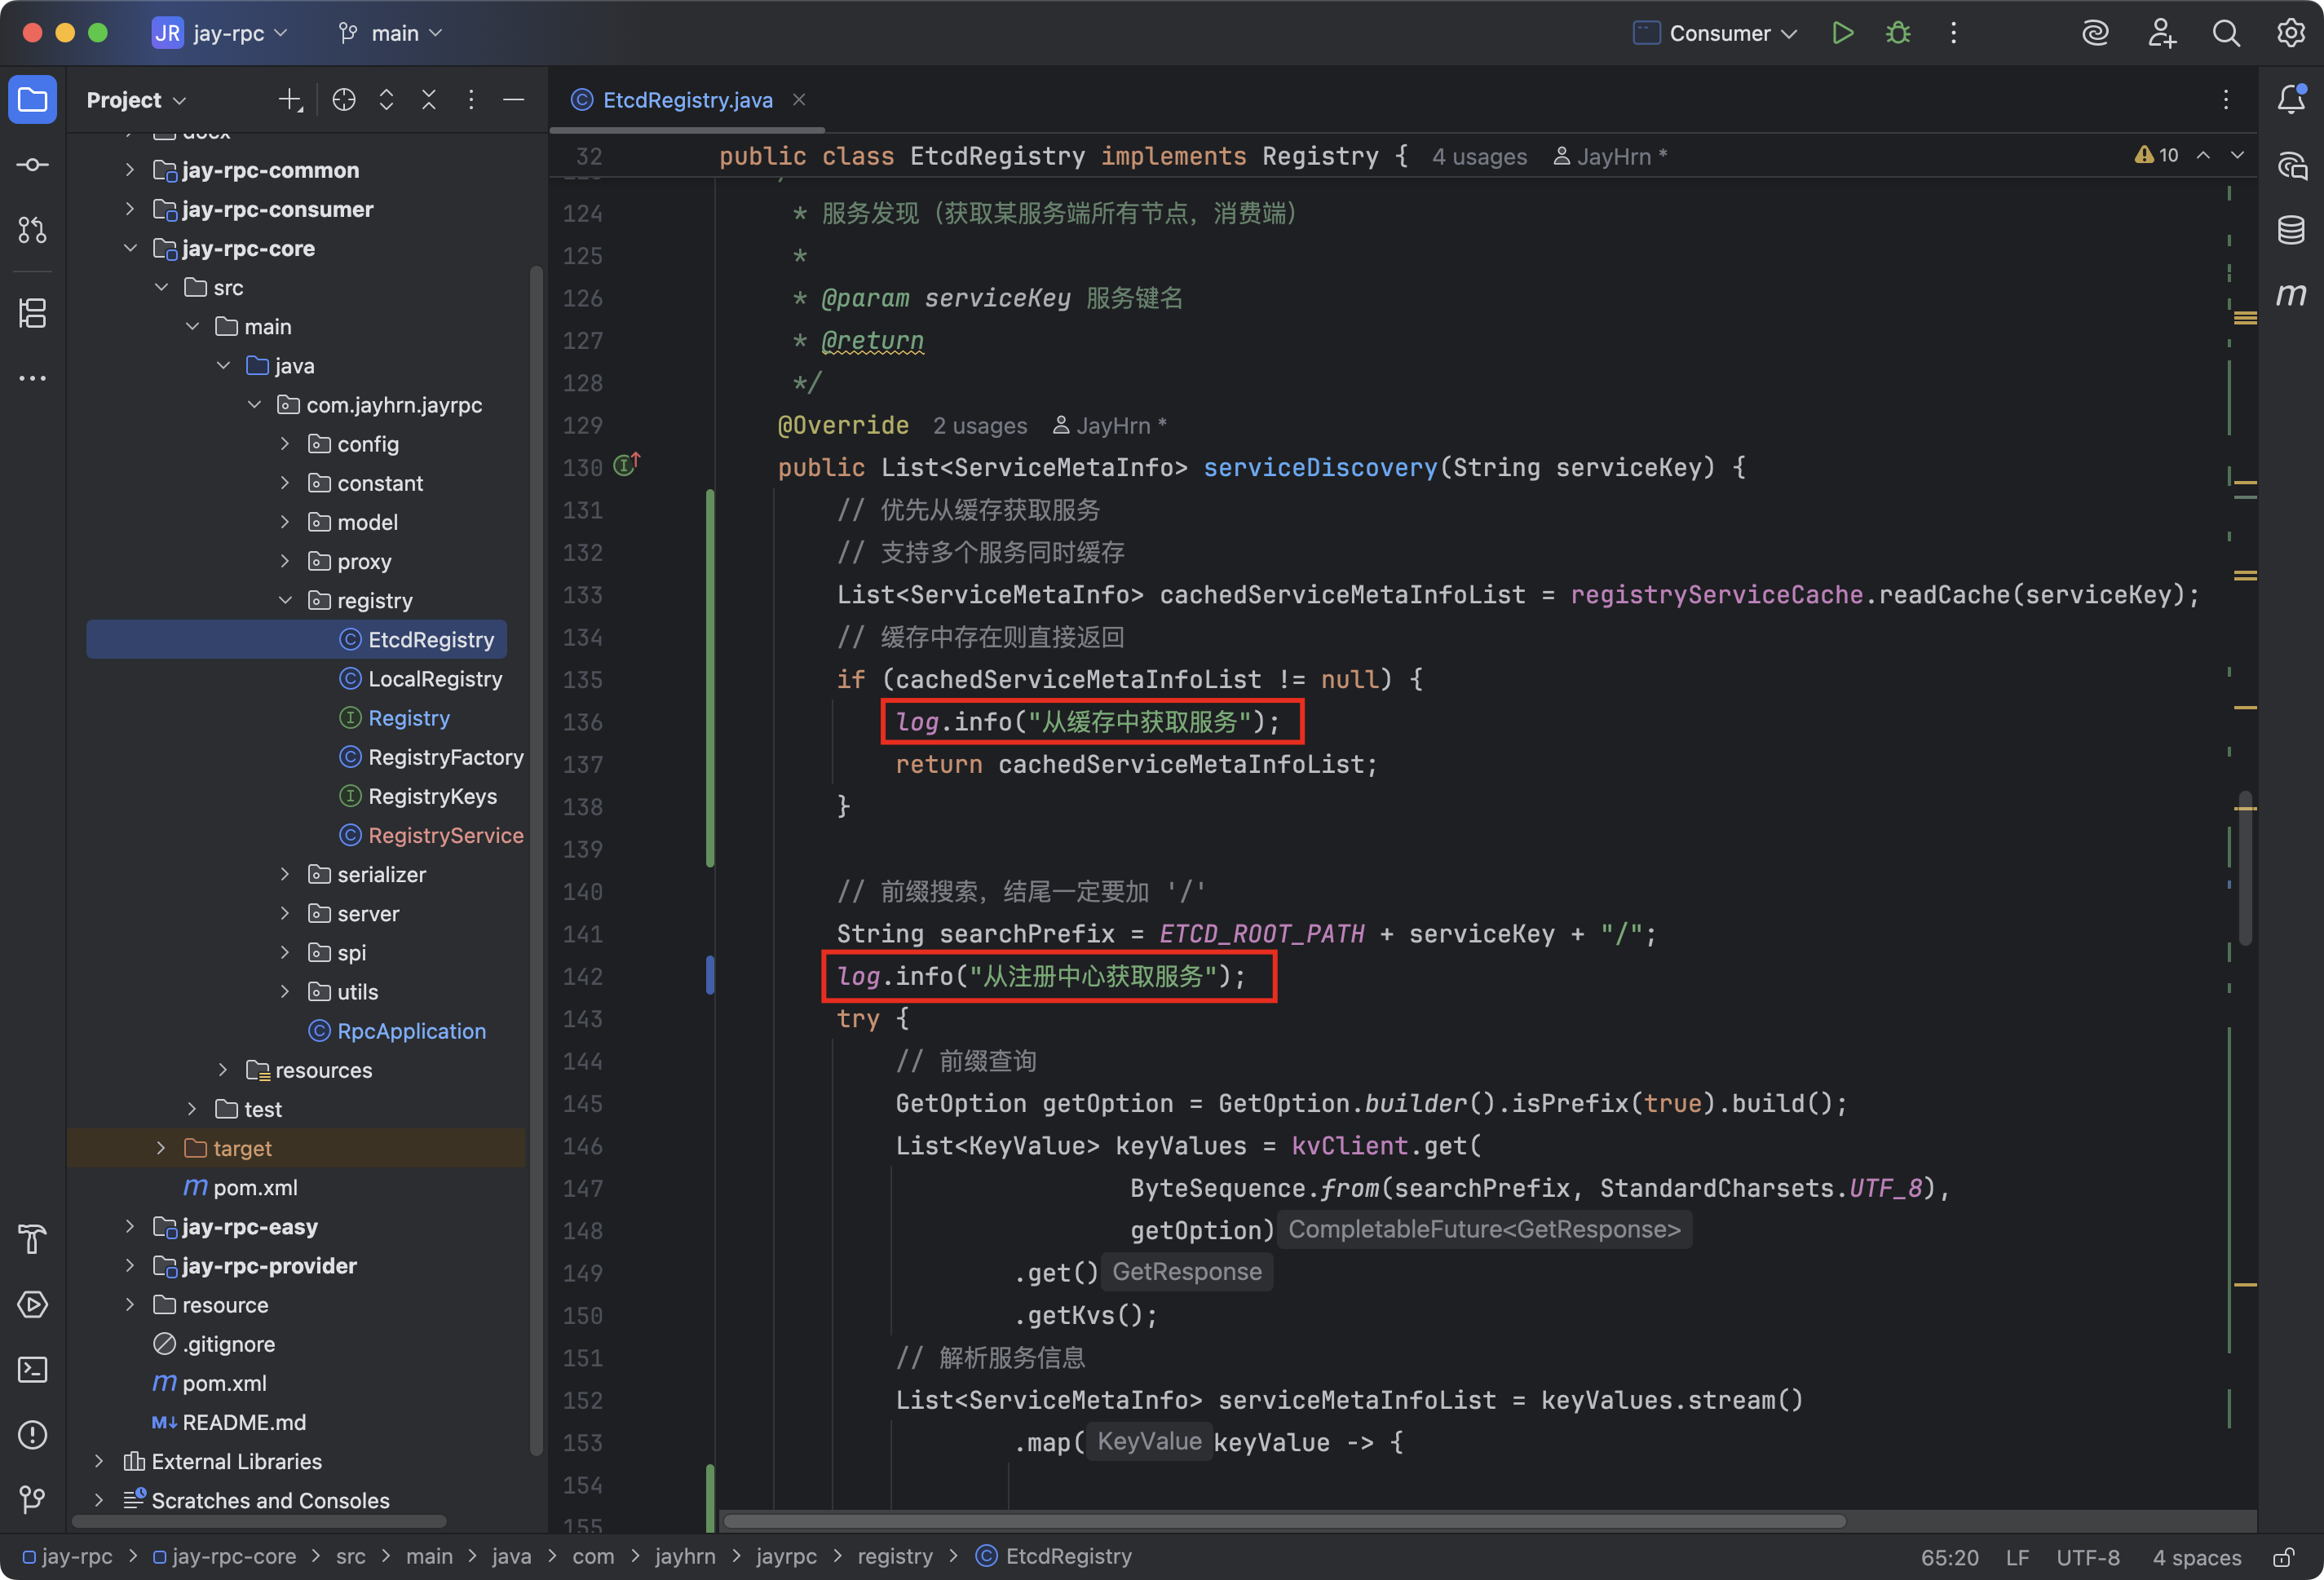 JR jay-rpc
main
Consumer
Project
EtcdRegistry.java
docx
jay-rpc-common
jay-rpc-consumer
jay-rpc-core
src
main
java
com.jayhrn.jayrpc
config
constant
model
proxy
registry
EtcdRegistry
LocalRegistry
Registry
RegistryFactory
RegistryKeys
RegistryService
serializer
server
spi
utils
RpcApplication
resources
test
target
pom.xml
jay-rpc-easy
jay-rpc-provider
resource
.gitignore
pom.xml
README.md
External Libraries
Scratches and Consoles
32 public class EtcdRegistry implements Registry { 4 usages JayHrn *
10
124 * 服务发现（获取某服务端所有节点，消费端）
125 *
126 * @param serviceKey 服务键名
127 * @return
128 */
129 @Override 2 usages JayHrn *
130 public List<ServiceMetaInfo> serviceDiscovery(String serviceKey) {
131 // 优先从缓存获取服务
132 // 支持多个服务同时缓存
133 List<ServiceMetaInfo> cachedServiceMetaInfoList = registryServiceCache.readCache(serviceKey);
134 // 缓存中存在则直接返回
135 if (cachedServiceMetaInfoList != null) {
136 log.info("从缓存中获取服务");
137 return cachedServiceMetaInfoList;
138 }
139
140 // 前缀搜索，结尾一定要加 '/'
141 String searchPrefix = ETCD_ROOT_PATH + serviceKey + "/";
142 log.info("从注册中心获取服务");
143 try {
144 // 前缀查询
145 GetOption getOption = GetOption.builder().isPrefix(true).build();
146 List<KeyValue> keyValues = kvClient.get(
147 ByteSequence.from(searchPrefix, StandardCharsets.UTF_8),
148 getOption) CompletableFuture<GetResponse>
149 .get() GetResponse
150 .getKvs();
151 // 解析服务信息
152 List<ServiceMetaInfo> serviceMetaInfoList = keyValues.stream()
153 .map( KeyValue keyValue -> {
154
155
jay-rpc > jay-rpc-core > src > main > java > com > jayhrn > jayrpc > registry > EtcdRegistry
65:20 LF UTF-8 4 spaces